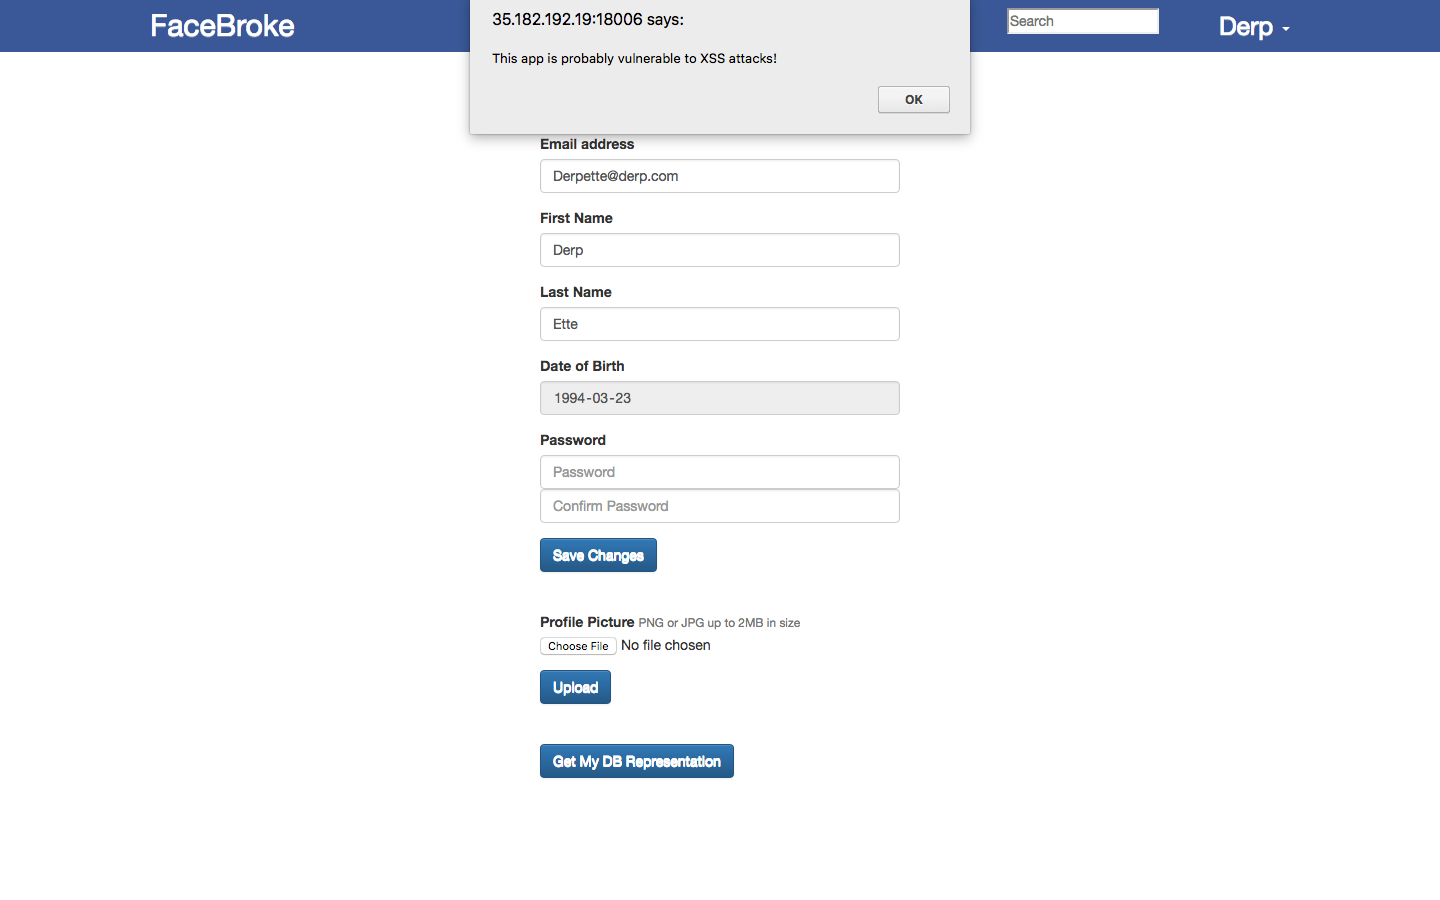 FaceBroke
Search
Derp
35.182.192.19:18006 says:
This app is probably vulnerable to XSS attacks!
OK
Email address
Derpette@derp.com
First Name
Derp
Last Name
Ette
Date of Birth
1994-03-23
Password
Password
Confirm Password
Save Changes
Profile Picture PNG or JPG up to 2MB in size
Choose File No file chosen
Upload
Get My DB Representation